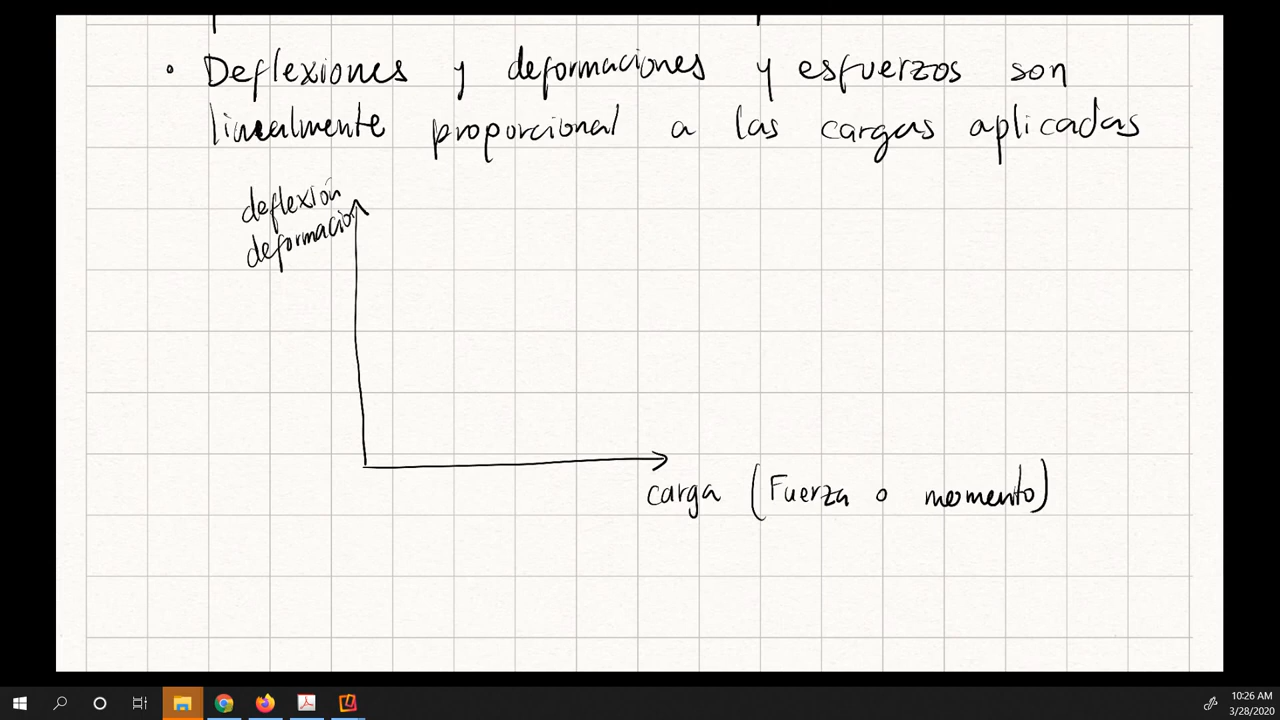 • Deflexiones y deformaciones y esfuerzos son
linealmente proporcional a las cargas aplicadas
deflexión
deformacio
carga (Fuerza o momento)
10:26 AM
3/28/2020